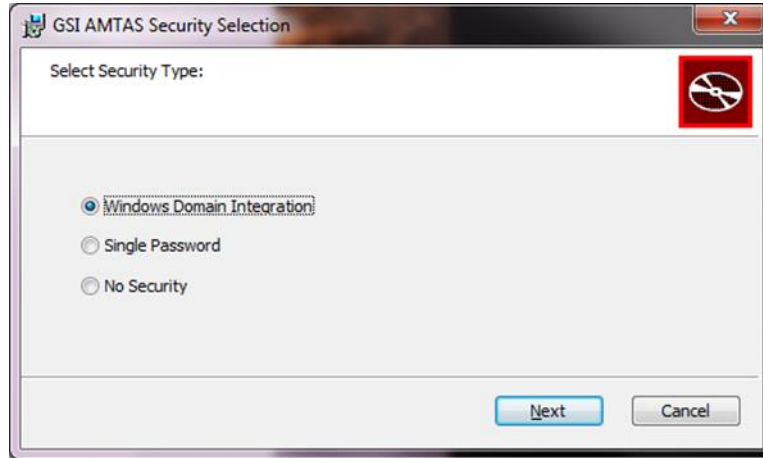 GSI AMTAS Security Selection
Select Security Type:
Windows Domain Integration
Single Password
No Security
Next
Cancel